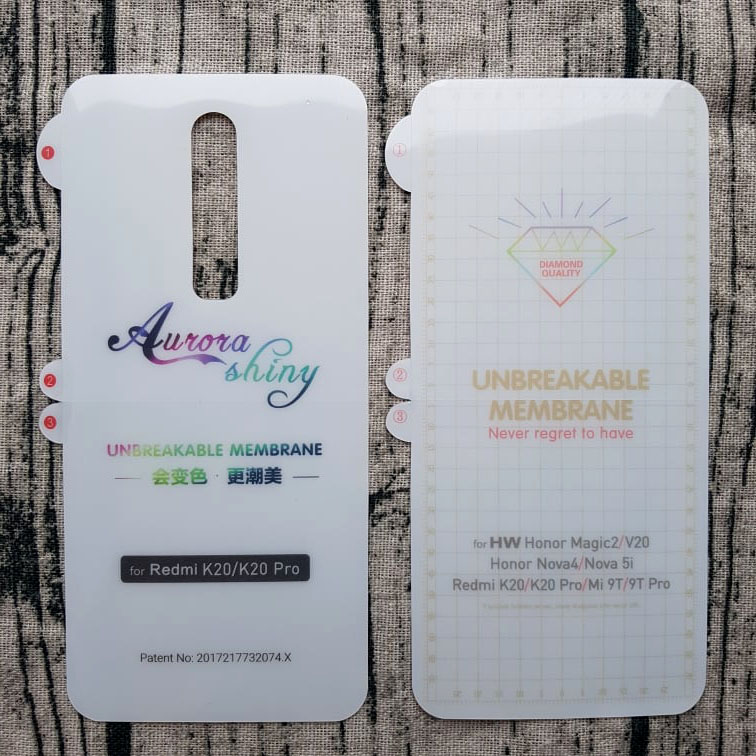 1
Aurora
shiny
2
3
UNBREAKABLE MEMBRANE
会变色·更潮美
for Redmi K20/K20 Pro
Patent No: 2017217732074.X
1
DIAMOND
QUALITY
2
UNBREAKABLE
MEMBRANE
3
Never regret to have
for HW Honor Magic2/V20
Honor Nova4/Nova 5i
Redmi K20/K20 Pro/Mi 9T/9T Pro